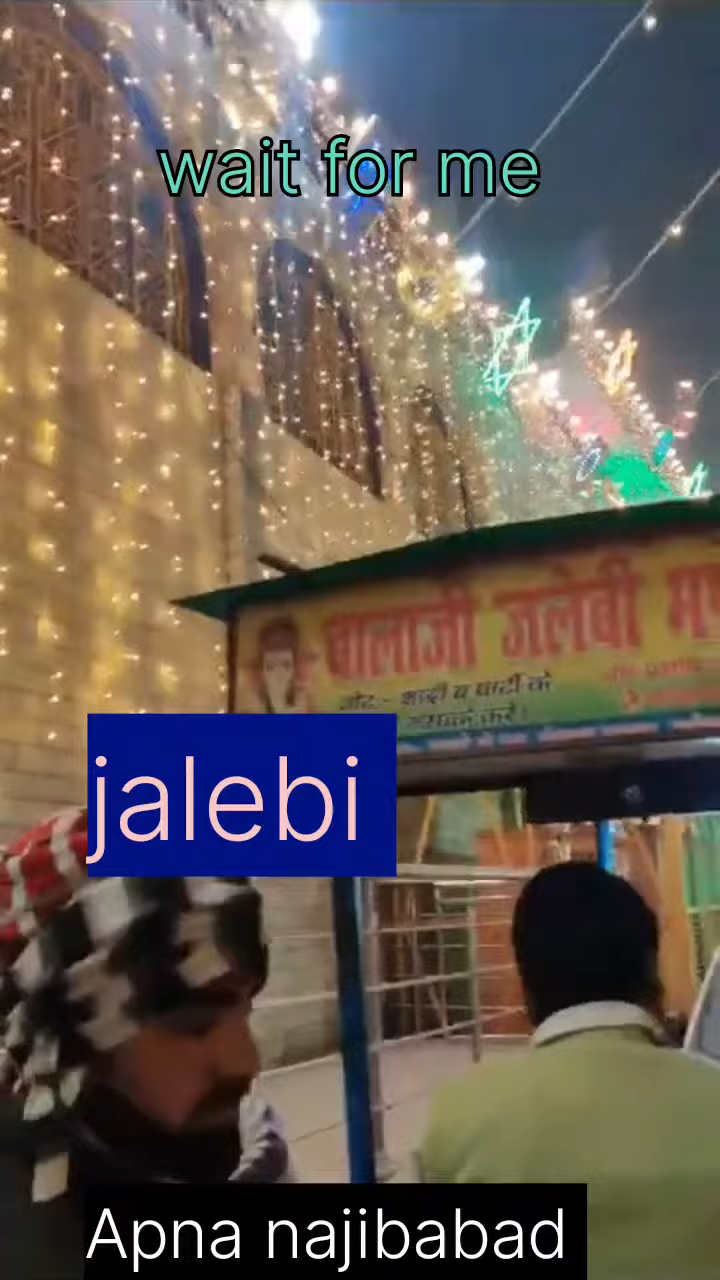 wait for me
बालाजी जलेबी
नोट:- शादी व पार्टी के
jalebi
Apna najibabad